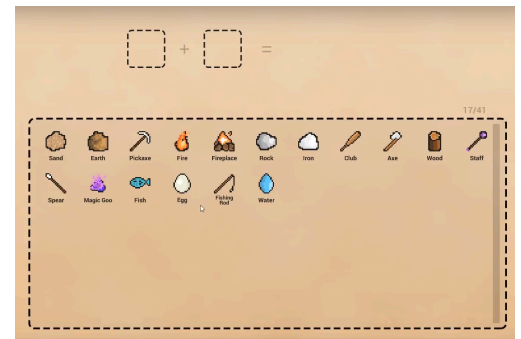 + =
17/41
Sand Earth Pickaxe Fire Fireplace Rock Iron Club Axe Wood Staff
Spear Magic Goo Fish Egg Fishing Rod Water